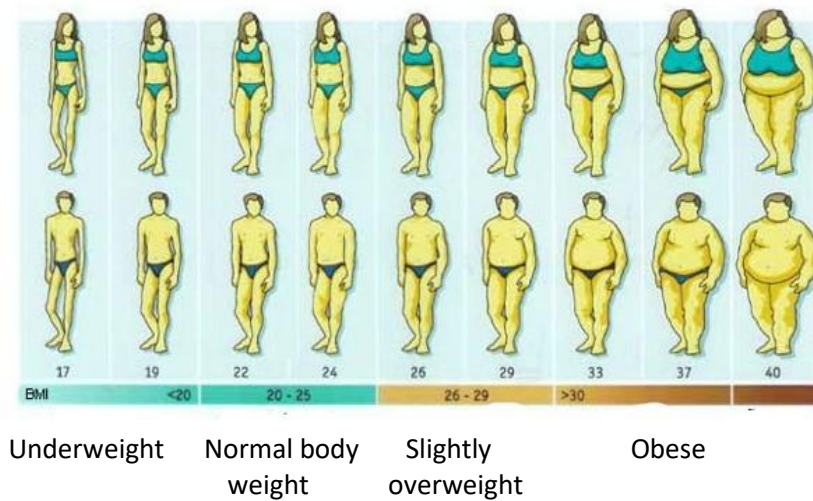 17 19 22 24 26 29 33 37 40
BMI <20 20 - 25 26 - 29 >30
Underweight Normal body Slightly Obese
weight overweight